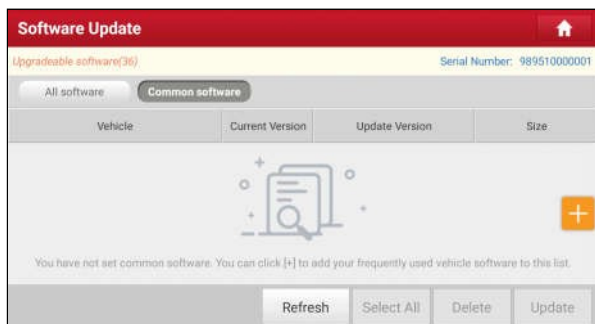 Software Update
Upgradeable software(36) Serial Number: 989510000001
All software Common software
Vehicle Current Version Update Version Size
You have not set common software. You can click [+] to add your frequently used vehicle software to this list.
Refresh Select All Delete Update